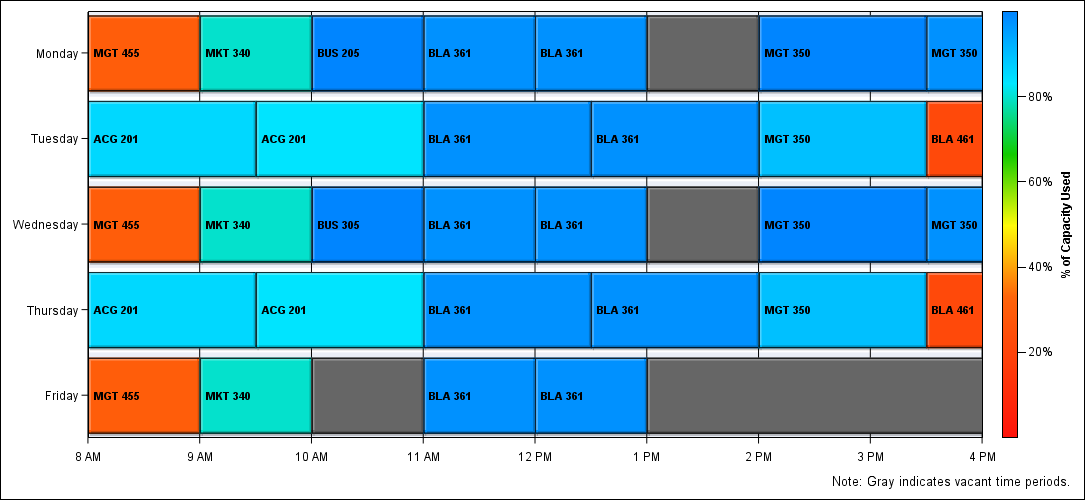 Monday MGT 455 MKT 340 BUS 205 BLA 361 BLA 361 MGT 350 MGT 350
80%
Tuesday ACG 201 ACG 201 BLA 361 BLA 361 MGT 350 BLA 461
60%
Wednesday MGT 455 MKT 340 BUS 305 BLA 361 BLA 361 MGT 350 MGT 350
% of Capacity Used
40%
Thursday ACG 201 ACG 201 BLA 361 BLA 361 MGT 350 BLA 461
20%
Friday MGT 455 MKT 340 BLA 361 BLA 361
8 AM 9 AM 10 AM 11 AM 12 PM 1 PM 2 PM 3 PM 4 PM
Note: Gray indicates vacant time periods.